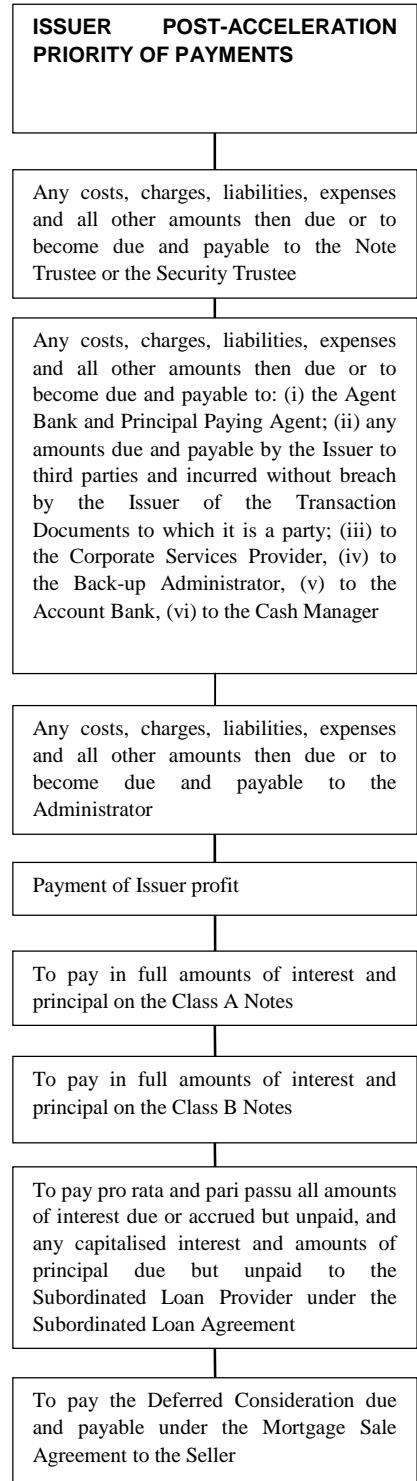 ISSUER POST-ACCELERATION
PRIORITY OF PAYMENTS
Any costs, charges, liabilities, expenses
and all other amounts then due or to
become due and payable to the Note
Trustee or the Security Trustee
Any costs, charges, liabilities, expenses
and all other amounts then due or to
become due and payable to: (i) the Agent
Bank and Principal Paying Agent; (ii) any
amounts due and payable by the Issuer to
third parties and incurred without breach
by the Issuer of the Transaction
Documents to which it is a party; (iii) to
the Corporate Services Provider, (iv) to
the Back-up Administrator, (v) to the
Account Bank, (vi) to the Cash Manager
Any costs, charges, liabilities, expenses
and all other amounts then due or to
become due and payable to the
Administrator
Payment of Issuer profit
To pay in full amounts of interest and
principal on the Class A Notes
To pay in full amounts of interest and
principal on the Class B Notes
To pay pro rata and pari passu all amounts
of interest due or accrued but unpaid, and
any capitalised interest and amounts of
principal due but unpaid to the
Subordinated Loan Provider under the
Subordinated Loan Agreement
To pay the Deferred Consideration due
and payable under the Mortgage Sale
Agreement to the Seller